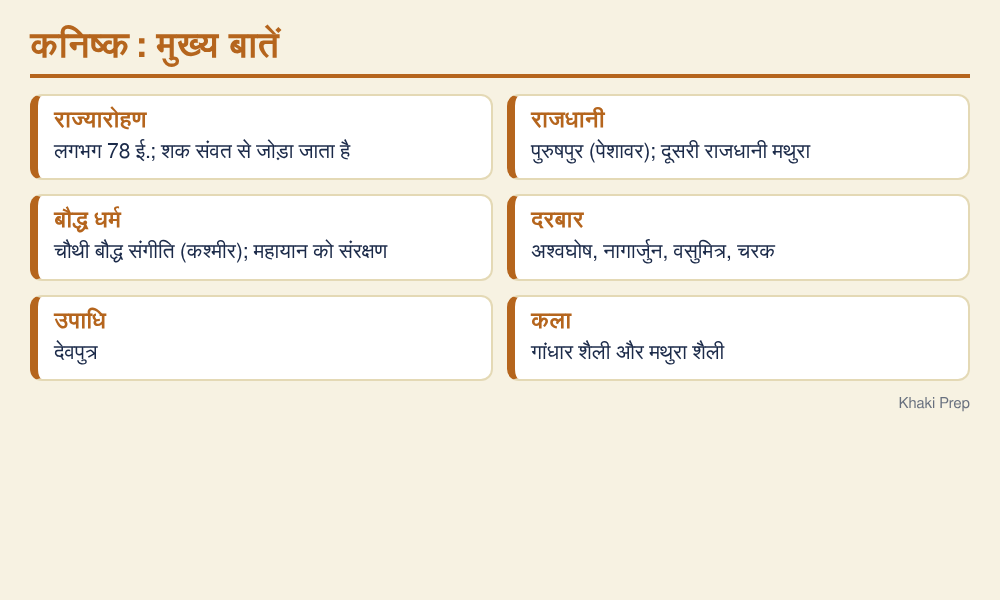 कनिष्क : मुख्य बातें
राज्यारोहण
लगभग 78 ई.; शक संवत से जोड़ा जाता है
राजधानी
पुरुषपुर (पेशावर); दूसरी राजधानी मथुरा
बौद्ध धर्म
चौथी बौद्ध संगीति (कश्मीर); महायान को संरक्षण
दरबार
अश्वघोष, नागार्जुन, वसुमित्र, चरक
उपाधि
देवपुत्र
कला
गांधार शैली और मथुरा शैली
Khaki Prep